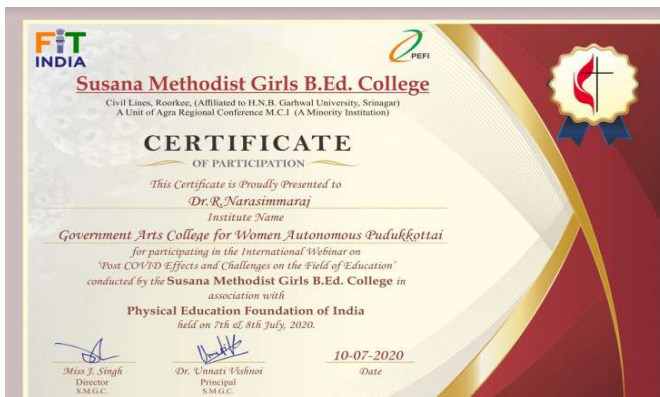 FIT
INDIA
PEFI
Susana Methodist Girls B.Ed. College
Civil Lines, Roorkee, (Affiliated to H.N.B. Garhwal University, Srinagar)
A Unit of Agra Regional Conference M.C.I (A Minority Institution)
CERTIFICATE
OF PARTICIPATION
This Certificate is Proudly Presented to
Dr.R.Narasimmaraj
Institute Name
Government Arts College for Women Autonomous Pudukkottai
for participating in the International Webinar on
'Post COVID Effects and Challenges on the Field of Education'
conducted by the Susana Methodist Girls B.Ed. College in
association with
Physical Education Foundation of India
held on 7th & 8th July, 2020.
10-07-2020
Miss J. Singh
Director
S.M.G.C.
Dr. Unnati Vishnoi
Principal
S.M.G.C.
Date